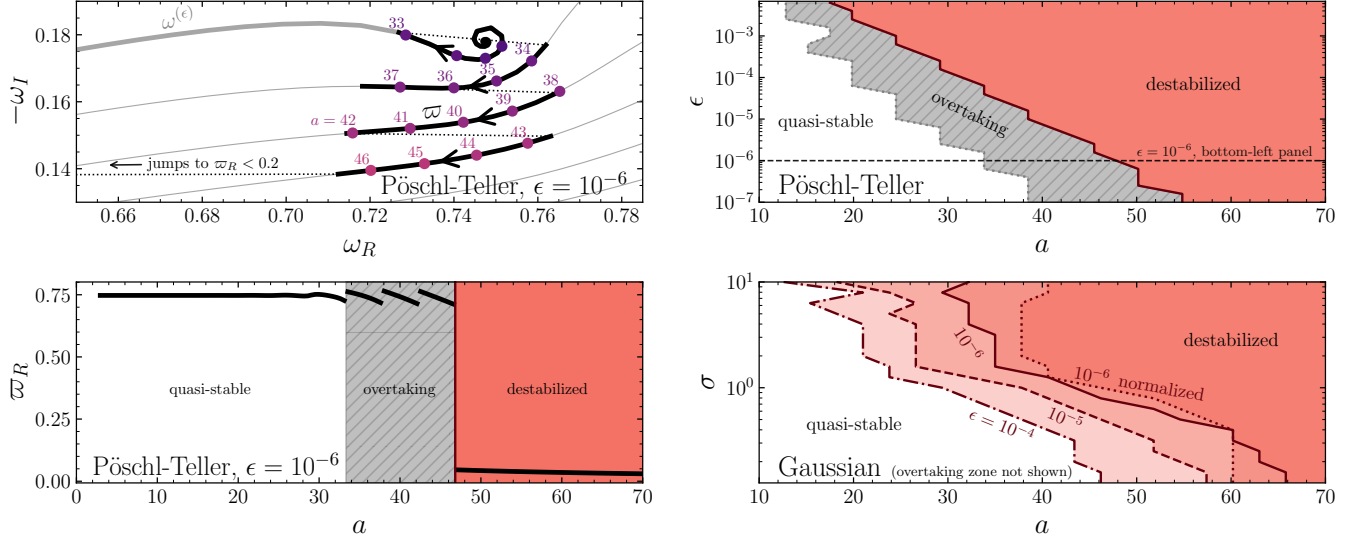 0.18
0.16
0.14
−ω_I
ω^(ϵ)
33
34
35
36
37
38
39
40
41
a = 42
43
44
45
46
ϖ
jumps to ϖ_R < 0.2
Pöschl-Teller, ϵ = 10^−6
0.66 0.68 0.70 0.72 0.74 0.76 0.78
ω_R
10^−3
10^−4
10^−5
10^−6
10^−7
ϵ
quasi-stable
overtaking
destabilized
ϵ = 10^−6, bottom-left panel
Pöschl-Teller
10 20 30 40 50 60 70
a
0.75
0.50
0.25
0.00
ϖ_R
quasi-stable
overtaking
destabilized
Pöschl-Teller, ϵ = 10^−6
0 10 20 30 40 50 60 70
a
10^1
10^0
σ
destabilized
10^−6
10^−6 normalized
10^−5
ϵ = 10^−4
quasi-stable
Gaussian (overtaking zone not shown)
10 20 30 40 50 60 70
a